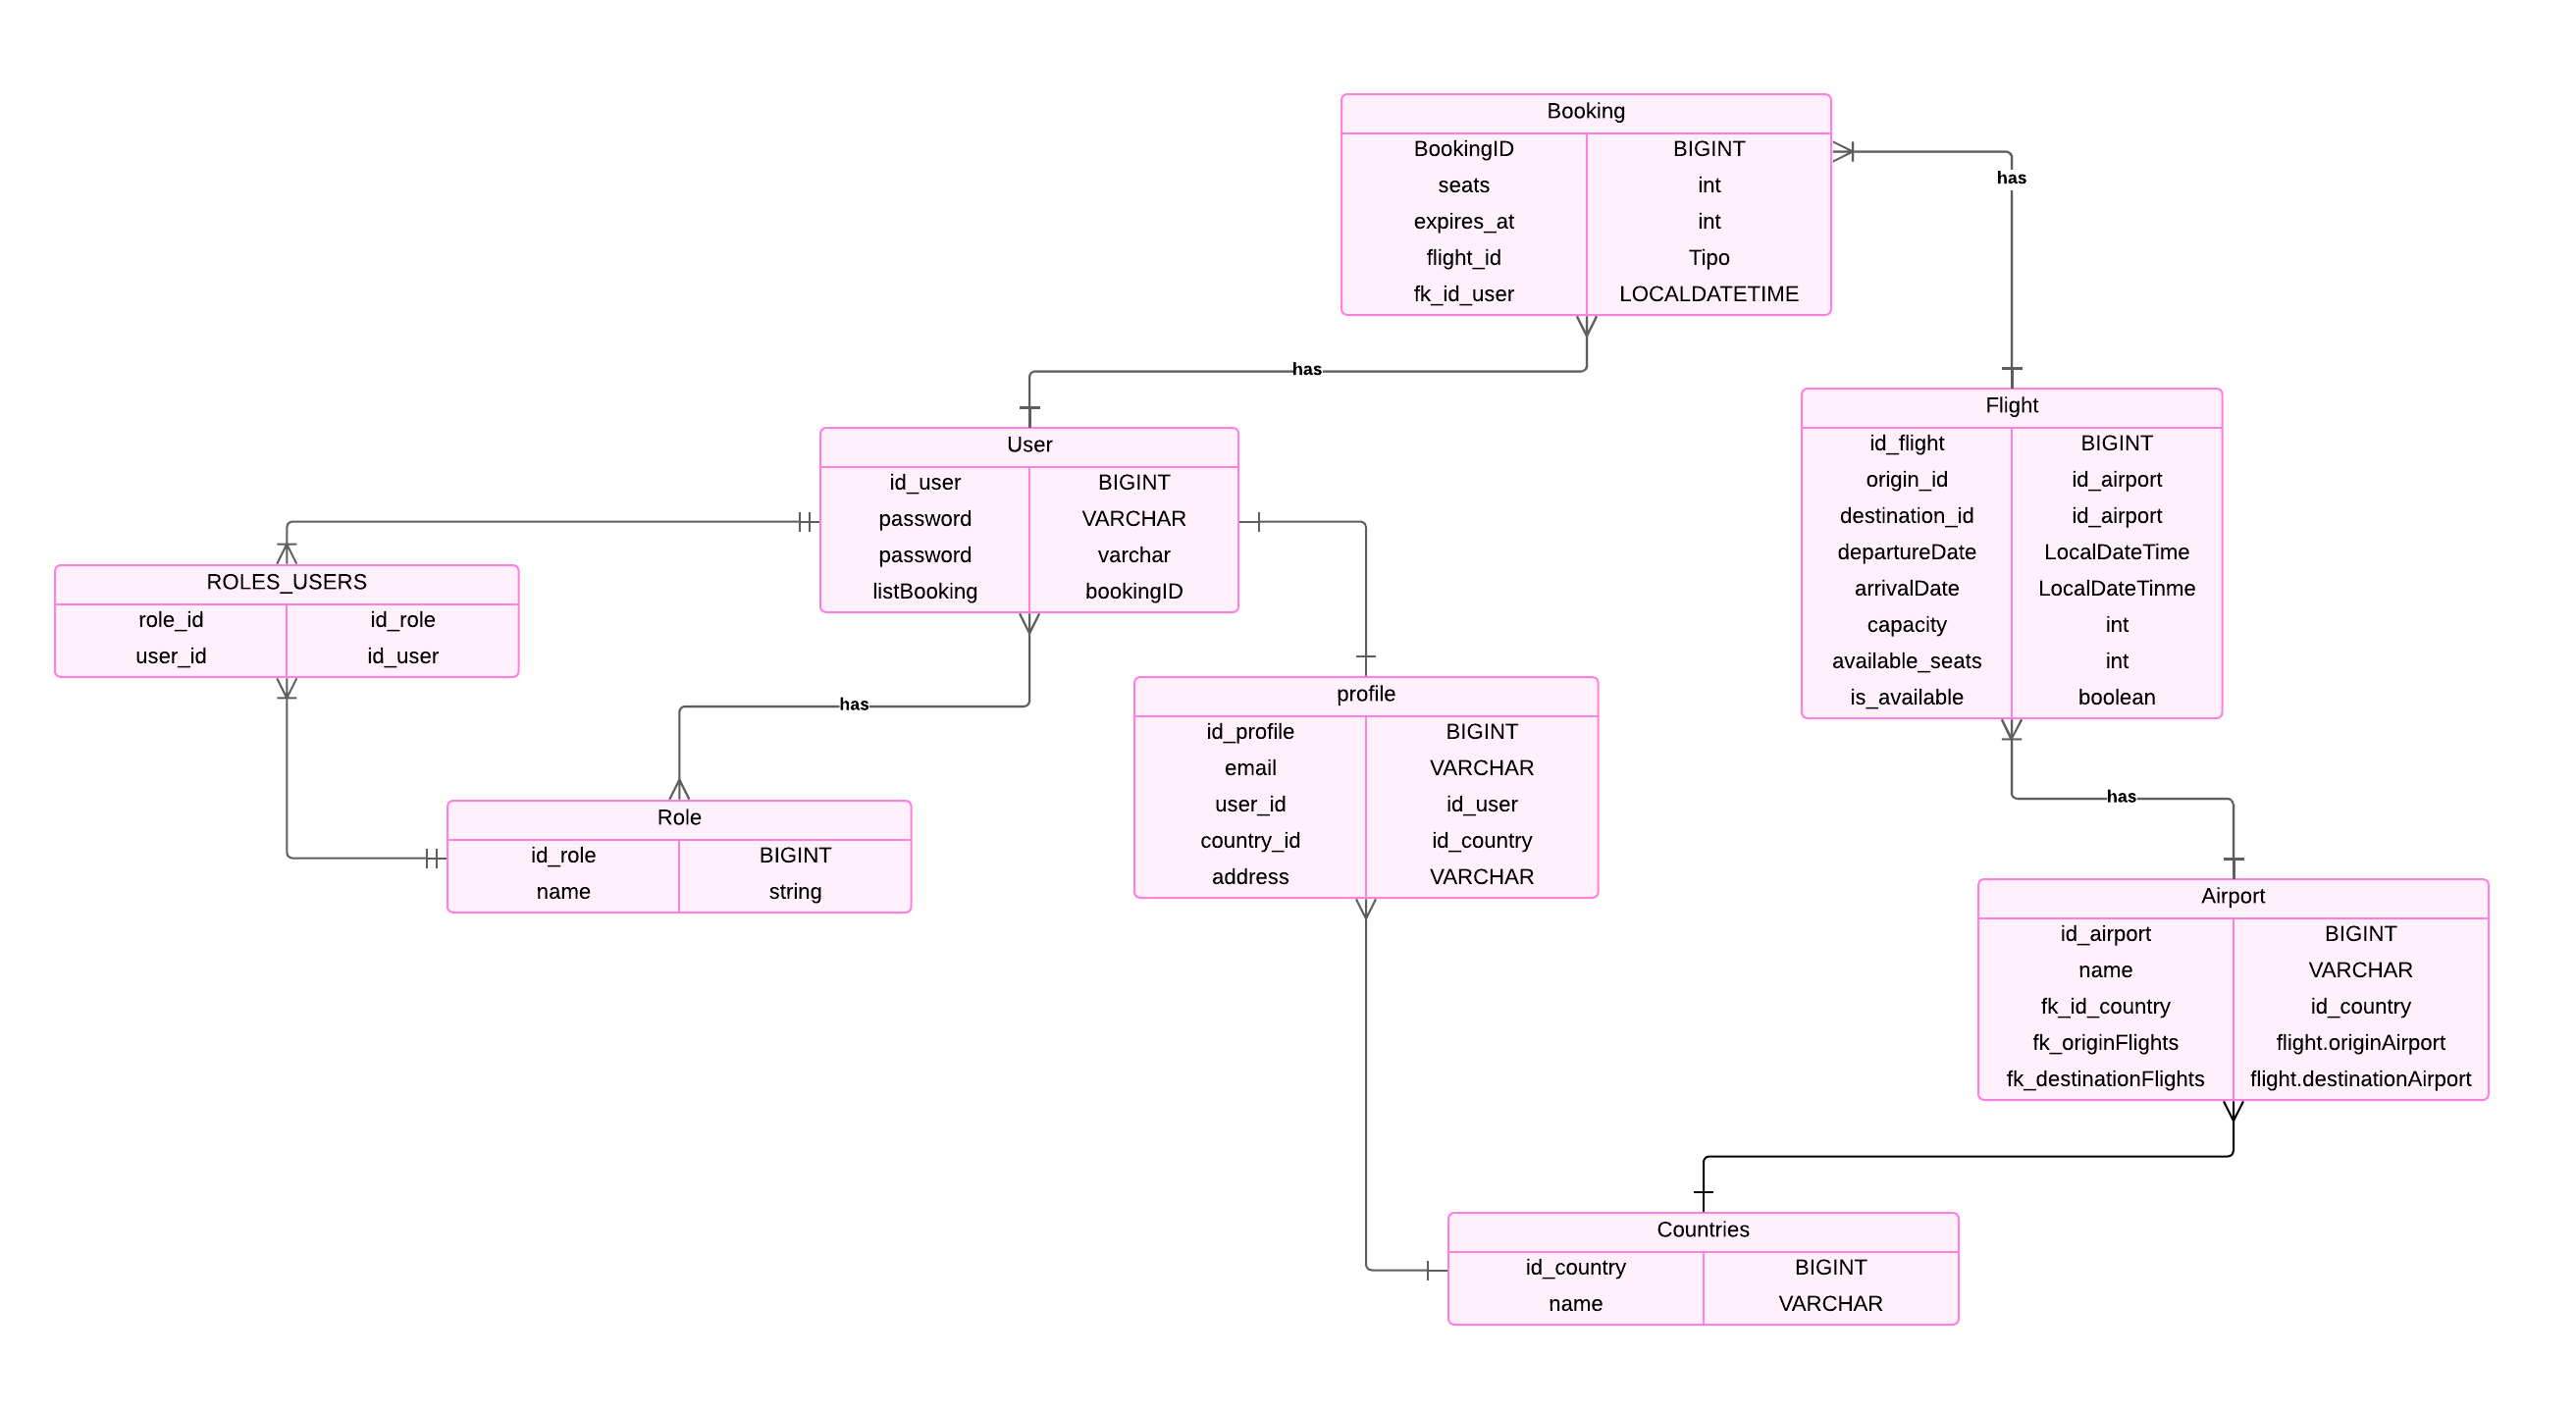 Booking
BookingID BIGINT
seats int
expires_at int
flight_id Tipo
fk_id_user LOCALDATETIME
has
has
Flight
id_flight BIGINT
origin_id id_airport
destination_id id_airport
departureDate LocalDateTime
arrivalDate LocalDateTinme
capacity int
available_seats int
is_available boolean
User
id_user BIGINT
password VARCHAR
password varchar
listBooking bookingID
ROLES_USERS
role_id id_role
user_id id_user
has
profile
id_profile BIGINT
email VARCHAR
user_id id_user
country_id id_country
address VARCHAR
Role
id_role BIGINT
name string
has
Airport
id_airport BIGINT
name VARCHAR
fk_id_country id_country
fk_originFlights flight.originAirport
fk_destinationFlights flight.destinationAirport
Countries
id_country BIGINT
name VARCHAR